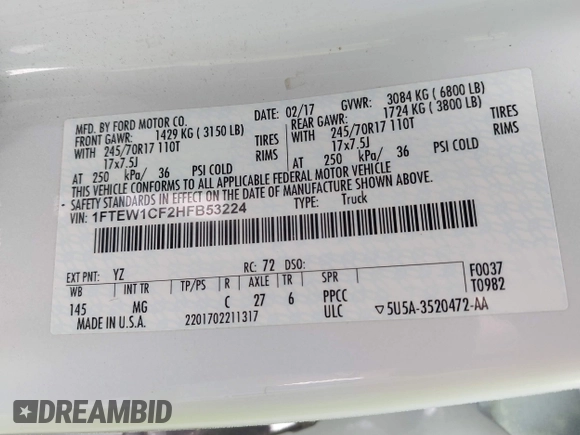 MFD. BY FORD MOTOR CO. DATE: 02/17 GVWR: 3084 KG ( 6800 LB)
FRONT GAWR: 1429 KG ( 3150 LB) REAR GAWR: 1724 KG ( 3800 LB)
WITH 245/70R17 110T TIRES WITH 245/70R17 110T TIRES
17x7.5J RIMS 17x7.5J RIMS
AT 250 kPa/ 36 PSI COLD AT 250 kPa/ 36 PSI COLD
THIS VEHICLE CONFORMS TO ALL APPLICABLE FEDERAL MOTOR VEHICLE
SAFETY STANDARDS IN EFFECT ON THE DATE OF MANUFACTURE SHOWN ABOVE.
VIN: 1FTEW1CF2HFB53224 TYPE: Truck
EXT PNT: YZ RC: 72 DSO: F0037
WB INT TR TP/PS R AXLE TR SPR T0982
145 MG C 27 6 PPCC
ULC ▽5U5A-3520472-AA
MADE IN U.S.A. 2201702211317
DREAMBID